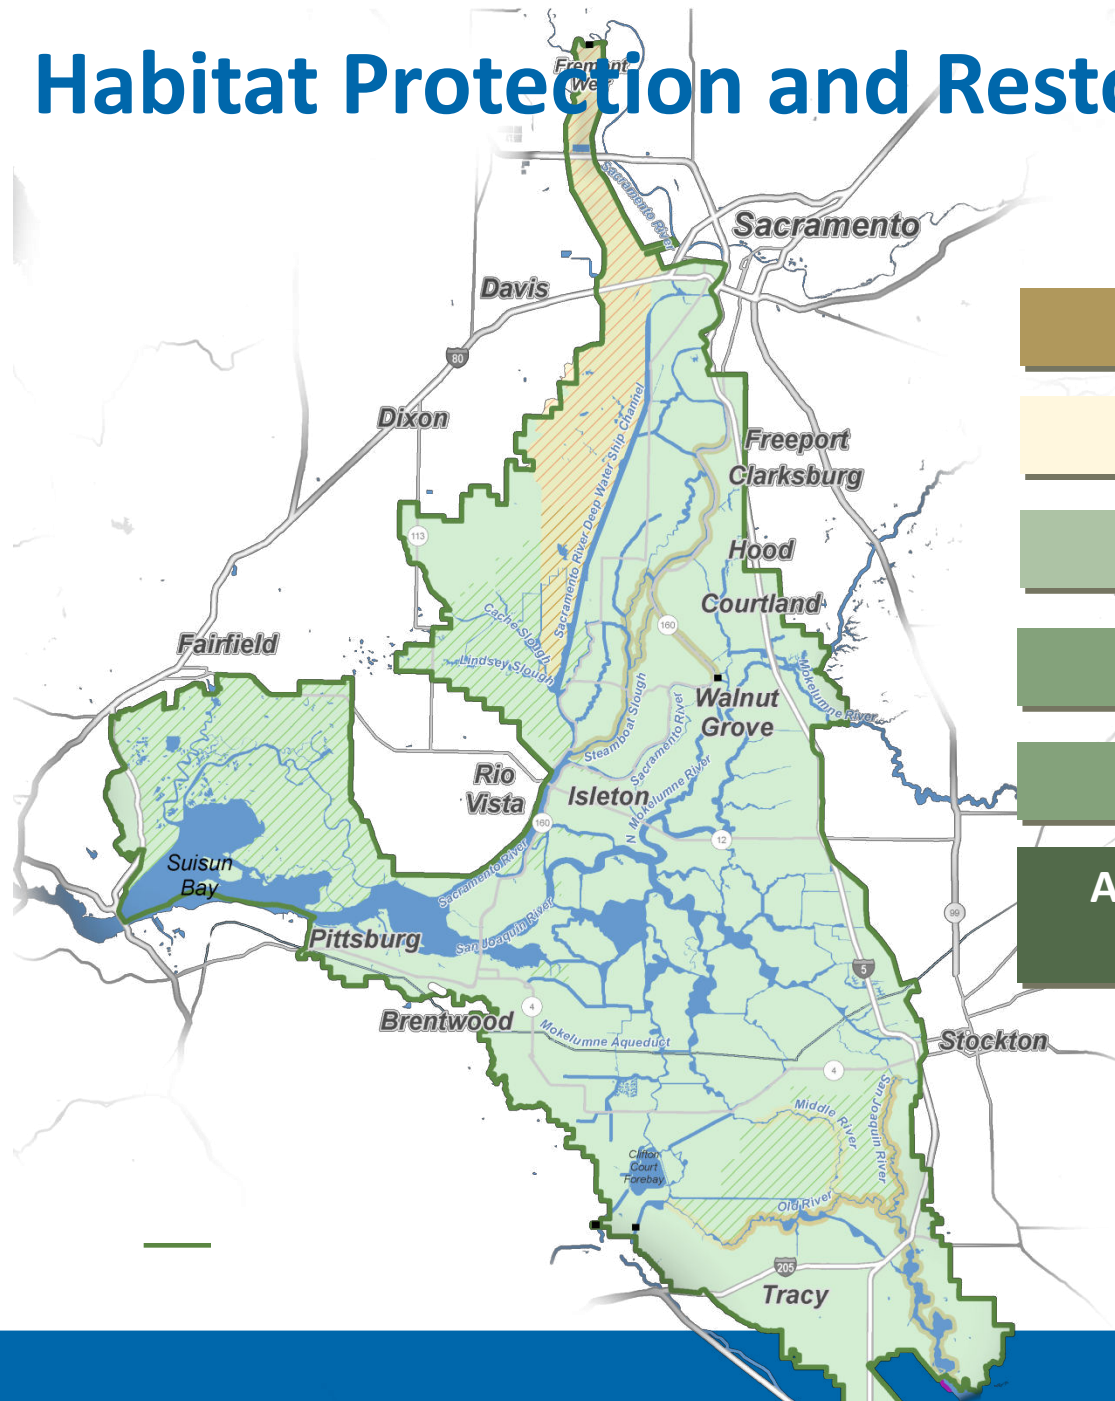 Habitat Protection and Resto
Fremont
Weir
Sacramento River
Sacramento
Davis
80
Dixon
Sacramento River Deep Water Ship Channel
Freeport
Clarksburg
113
Hood
Courtland
Cache Slough
160
Fairfield
Lindsey Slough
Mokelumne River
Walnut
Grove
Steamboat Slough
Sacramento River
Rio
Vista
Isleton
N Mokelumne River
160
12
Suisun
Bay
Sacramento River
A
99
San Joaquin River
Pittsburg
5
4
Brentwood
Mokelumne Aqueduct
Stockton
4
Middle River
San Joaquin River
Clifton
Court
Forebay
Old River
205
Tracy